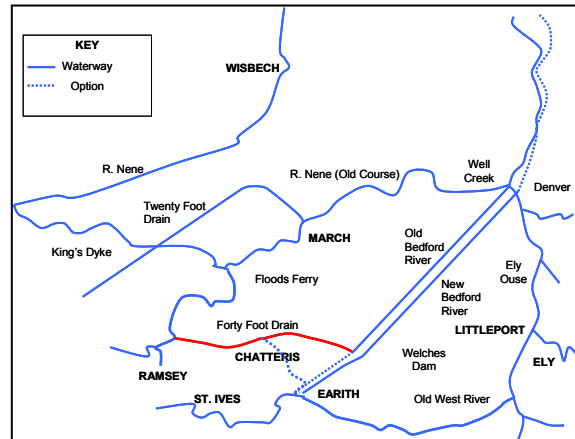 KEY
Waterway
Option
WISBECH
R. Nene
R. Nene (Old Course)
Well
Creek
Denver
Twenty Foot
Drain
King's Dyke
MARCH
Old
Bedford
River
Floods Ferry
Ely
Ouse
New
Bedford
River
Forty Foot Drain
LITTLEPORT
CHATTERIS
Welches
Dam
ELY
RAMSEY
ST. IVES
EARITH
Old West River